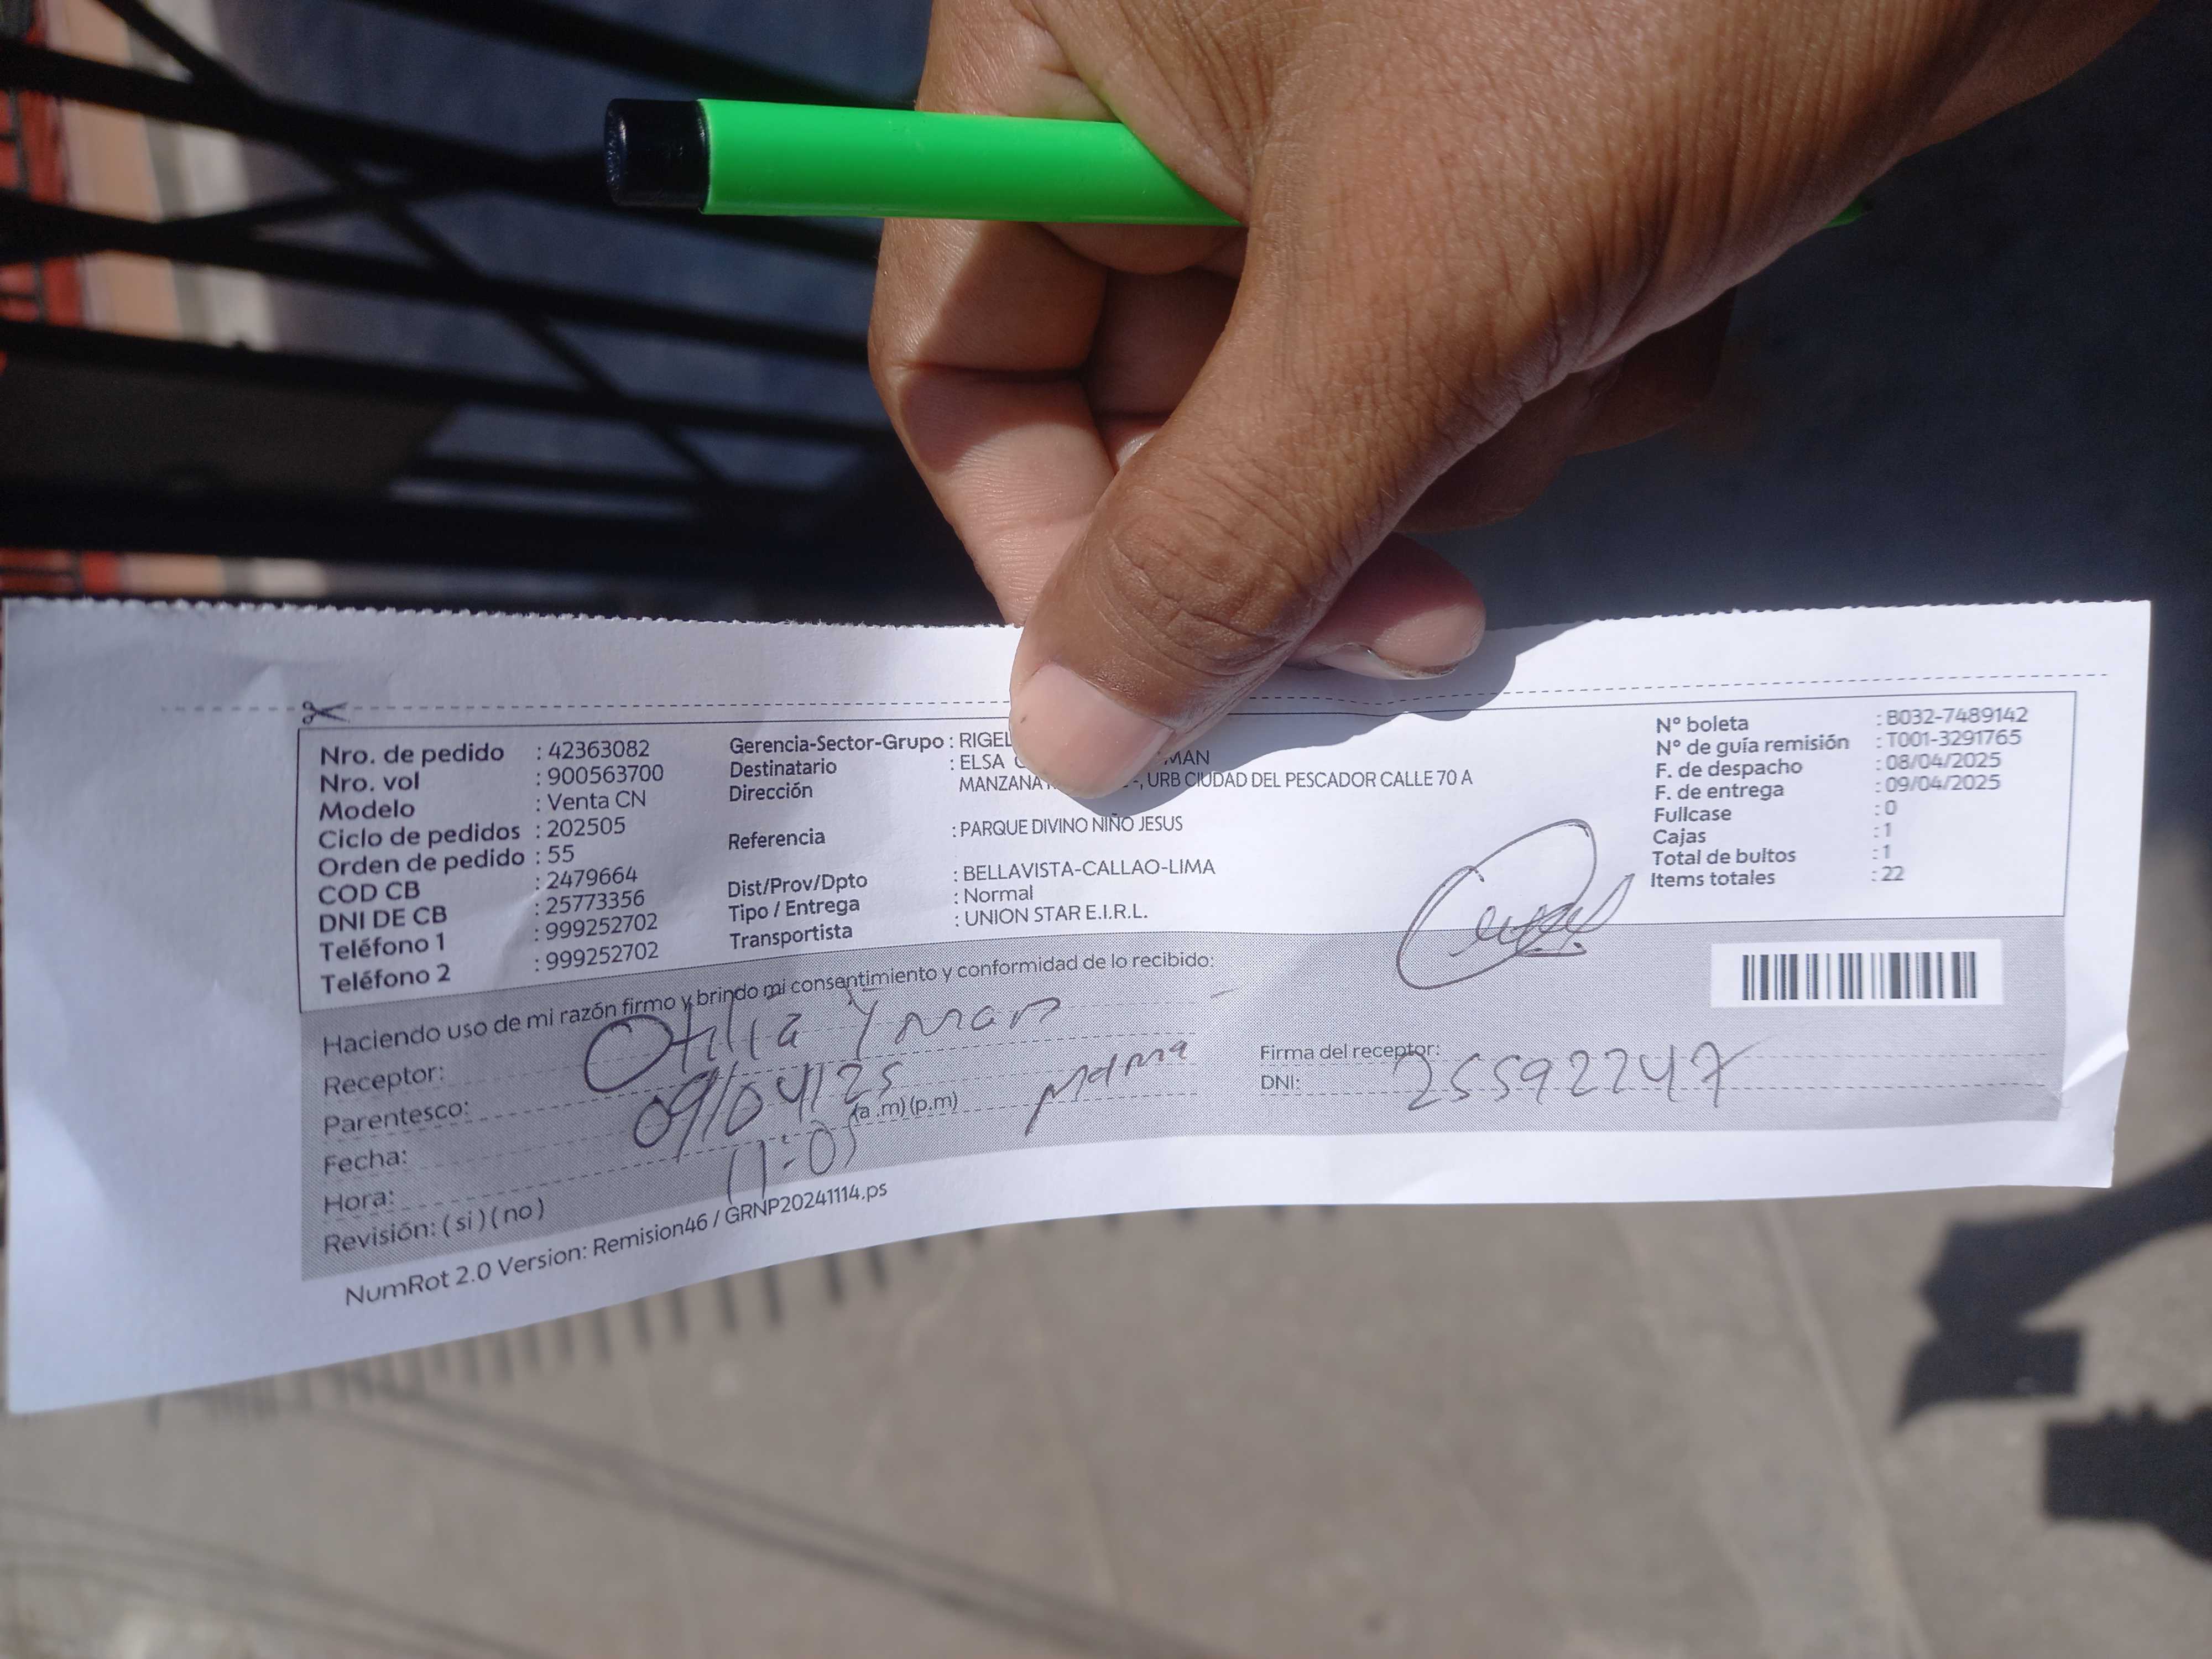 Nro. de pedido : 42363082
Nro. vol : 900563700
Modelo : Venta CN
Ciclo de pedidos : 202505
Orden de pedido : 55
COD CB : 2479664
DNI DE CB : 25773356
Teléfono 1 : 999252702
Teléfono 2 : 999252702
Gerencia-Sector-Grupo : RIGEL
Destinatario : ELSA
Dirección MANZANA URB CIUDAD DEL PESCADOR CALLE 70 A
Referencia : PARQUE DIVINO NIÑO JESUS
Dist/Prov/Dpto : BELLAVISTA-CALLAO-LIMA
Tipo / Entrega : Normal
Transportista : UNION STAR E.I.R.L.
N° boleta : B032-7489142
N° de guía remisión : T001-3291765
F. de despacho : 08/04/2025
F. de entrega : 09/04/2025
Fullcase : 0
Cajas : 1
Total de bultos : 1
Items totales : 22
Haciendo uso de mi razón firmo y brindo mi consentimiento y conformidad de lo recibido:
Receptor: Otilia Yman
Parentesco: mama
Fecha: 09/04/25
Hora: 11:05 (a .m) (p.m)
Revisión: ( si ) ( no )
Firma del receptor:
DNI: 25592247
NumRot 2.0 Version: Remision46 / GRNP20241114.ps